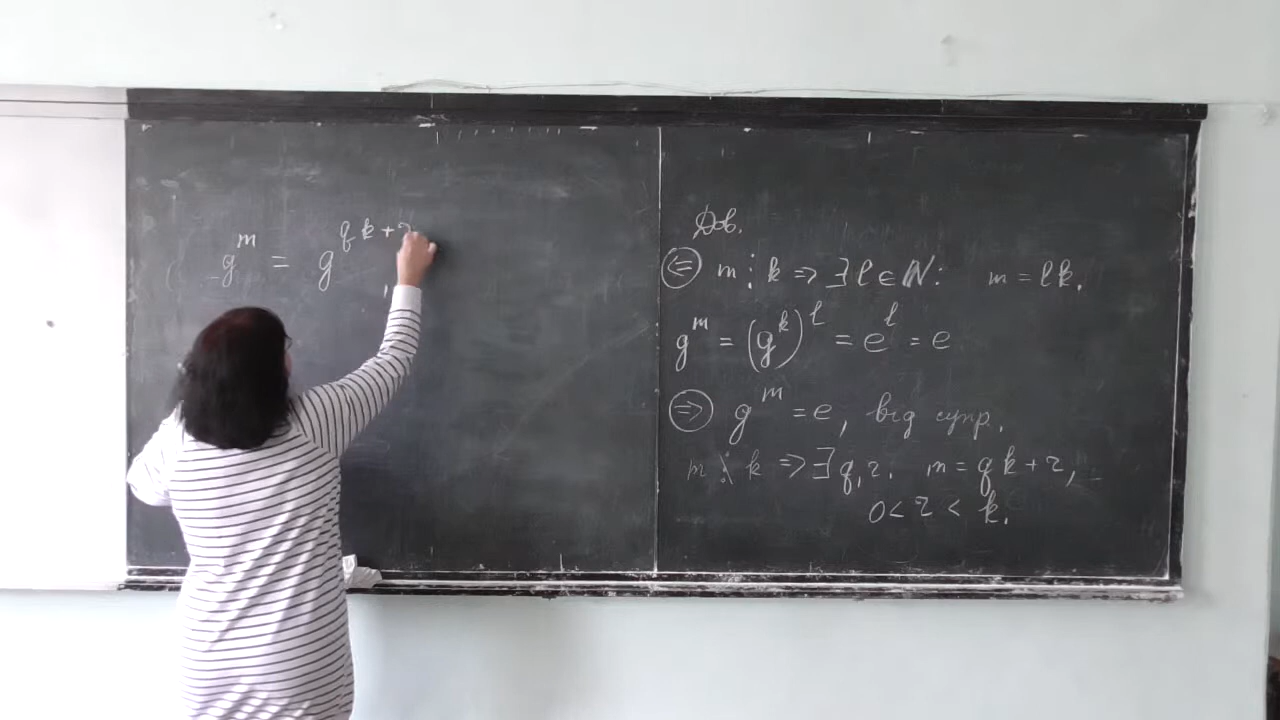 g^m = g^{qk+r}
Дов.
(⇐) m ⋮ k ⇒ ∃ l ∈ N: m = lk.
g^m = (g^k)^l = e^l = e
(⇒) g^m = e, від супр.
m ⋮̸ k ⇒ ∃ q, r. m = qk + r,
0 < r < k.